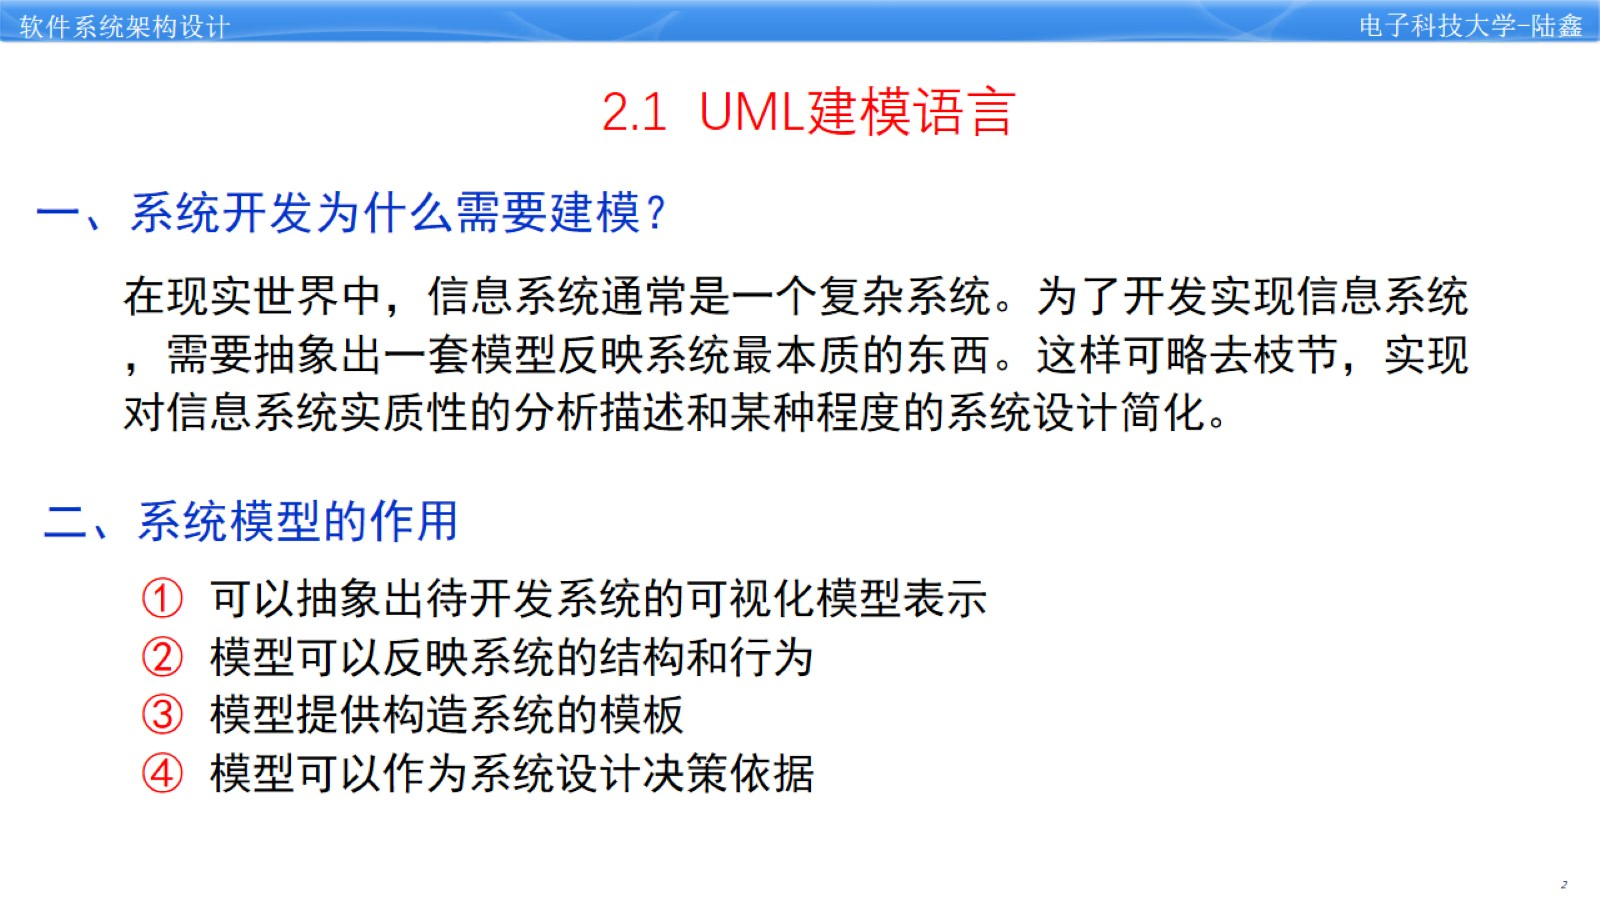 软件系统架构设计
电子科技大学-陆鑫
2.1 UML建模语言
一、系统开发为什么需要建模?
在现实世界中，信息系统通常是一个复杂系统。为了开发实现信息系统
，需要抽象出一套模型反映系统最本质的东西。这样可略去枝节，实现
对信息系统实质性的分析描述和某种程度的系统设计简化。
二、系统模型的作用
① 可以抽象出待开发系统的可视化模型表示
② 模型可以反映系统的结构和行为
③ 模型提供构造系统的模板
④ 模型可以作为系统设计决策依据
2